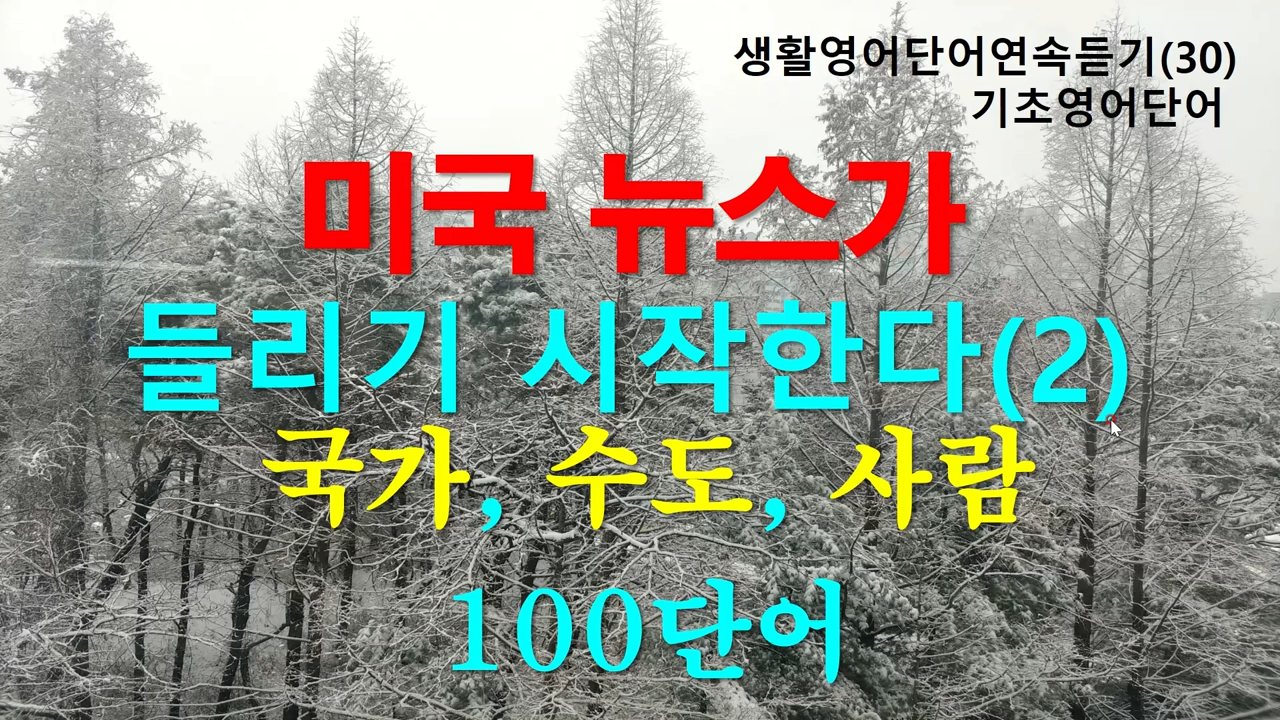 생활영어단어연속듣기(30)
기초영어단어
미국 뉴스가
들리기 시작한다(2)
국가, 수도, 사람
100단어